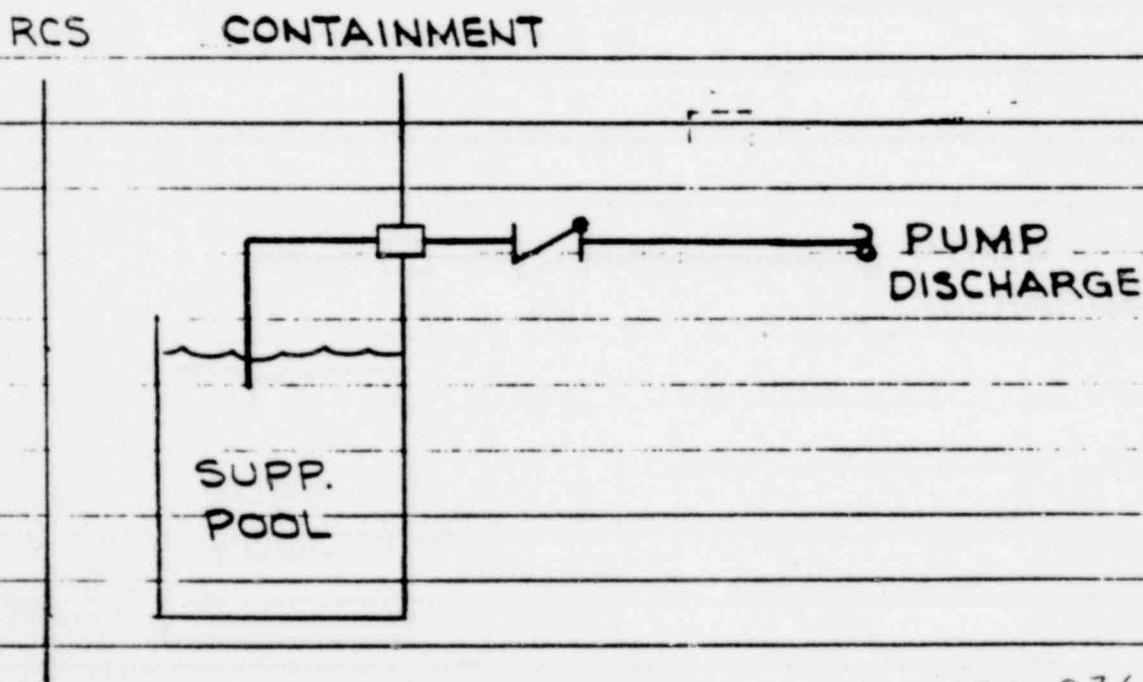 RCS CONTAINMENT
PUMP
DISCHARGE
SUPP.
POOL